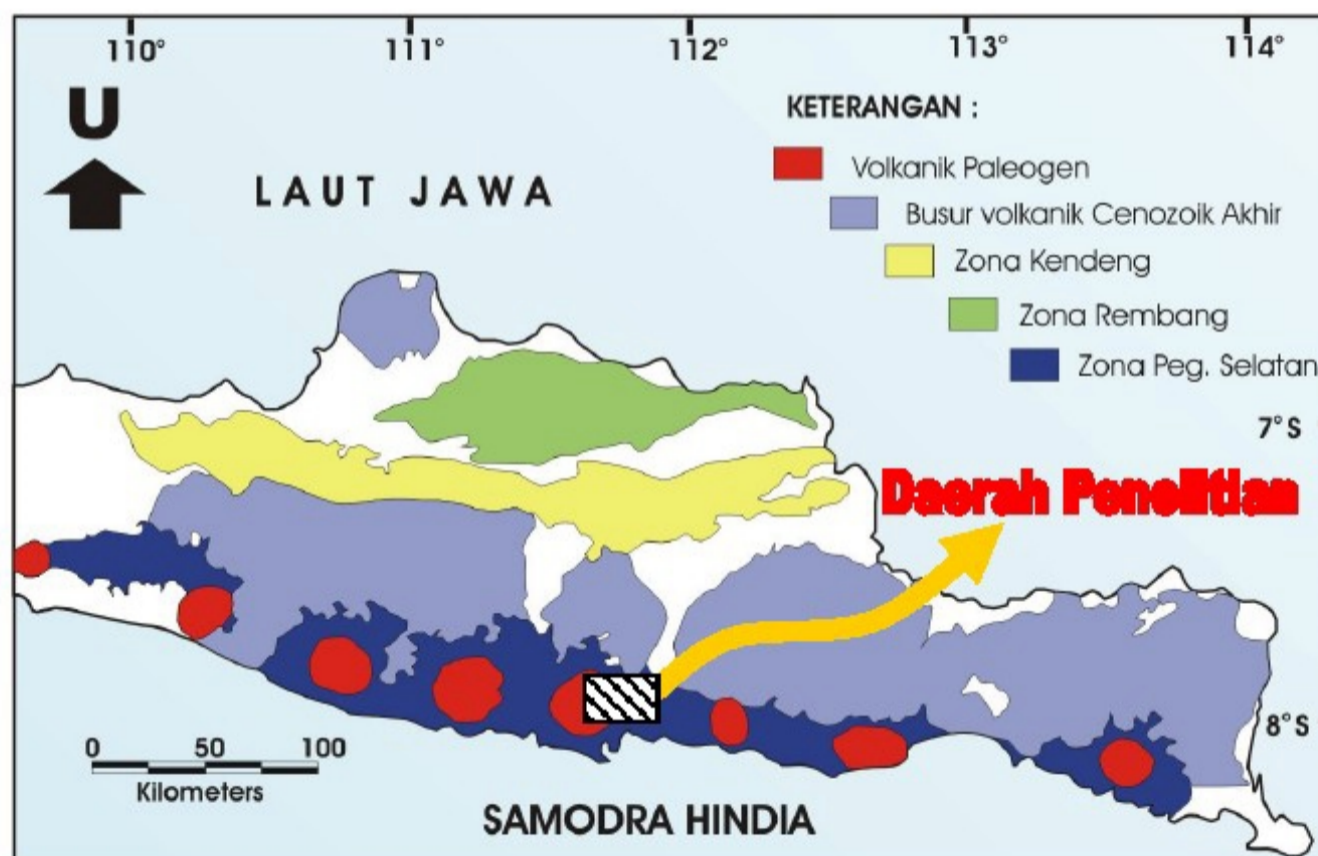 110° 111° 112° 113° 114°
U
KETERANGAN :
LAUT JAWA
Volkanik Paleogen
Busur volkanik Cenozoik Akhir
Zona Kendeng
Zona Rembang
Zona Peg. Selatan
7° S
Daerah Penelitian
8° S
0 50 100
Kilometers
SAMODRA HINDIA